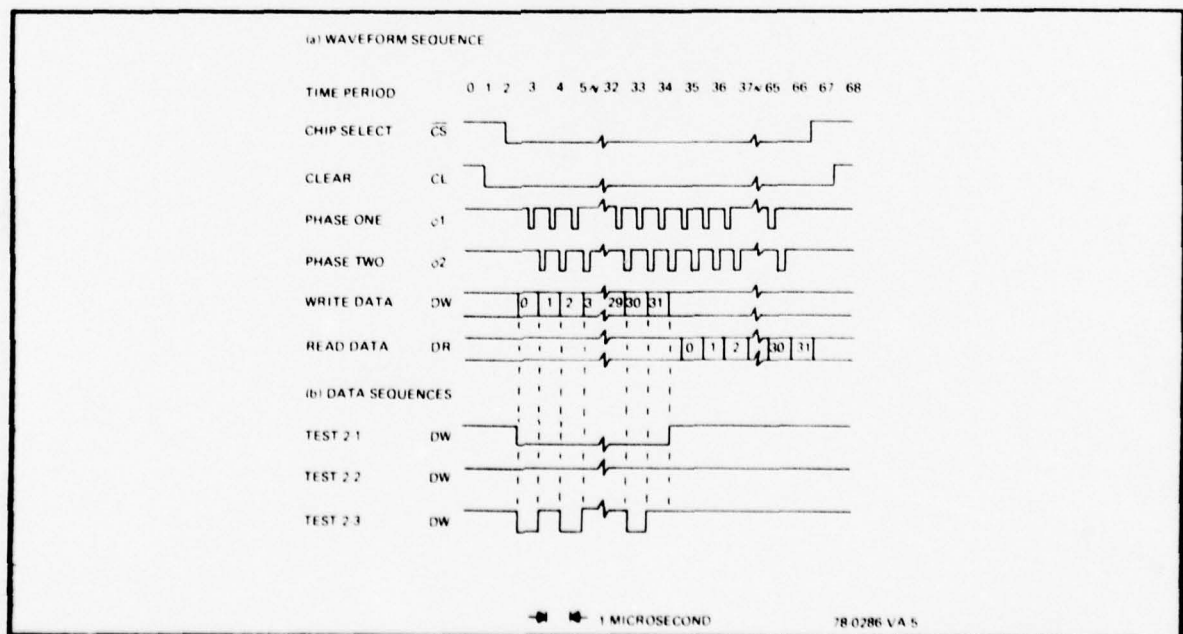 (a) WAVEFORM SEQUENCE
TIME PERIOD 0 1 2 3 4 5 32 33 34 35 36 37 65 66 67 68
CHIP SELECT CS
CLEAR CL
PHASE ONE φ1
PHASE TWO φ2
WRITE DATA DW 0 1 2 3 29 30 31
READ DATA DR 0 1 2 30 31
(b) DATA SEQUENCES
TEST 2.1 DW
TEST 2.2 DW
TEST 2.3 DW
1 MICROSECOND
78-0286-VA-5